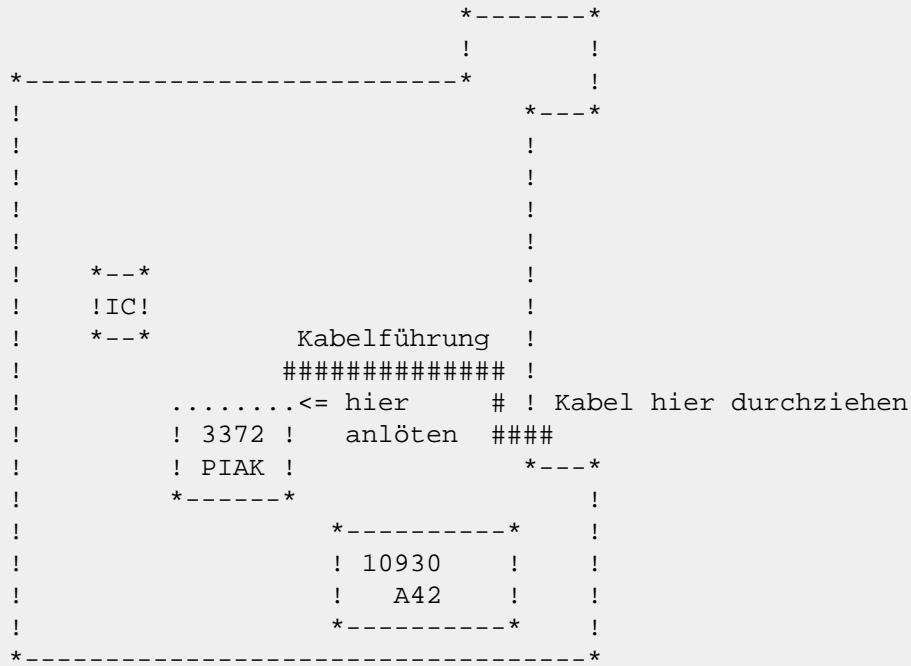 *-------*
!       !
*---------------------------*       !
!                               *---*
!                               !
!                               !
!                               !
!                               !
!    *--*                       !
!    !IC!                       !
!    *--*         Kabelführung  !
!                ############## !
!         ........<= hier     # ! Kabel hier durchziehen
!         ! 3372 !   anlöten  ####
!         ! PIAK !              *---*
!         *------*                  !
!                   *----------*    !
!                   ! 10930    !    !
!                   !   A42    !    !
!                   *----------*    !
*-----------------------------------*